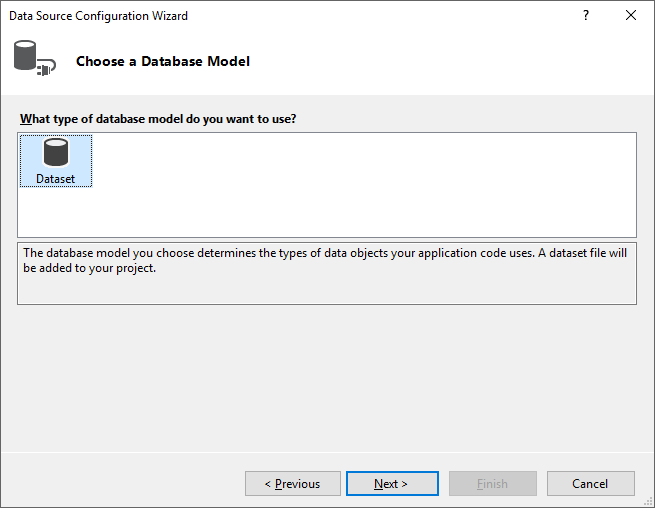 Data Source Configuration Wizard
?
Choose a Database Model
What type of database model do you want to use?
Dataset
The database model you choose determines the types of data objects your application code uses. A dataset file will
be added to your project.
< Previous
Next >
Finish
Cancel